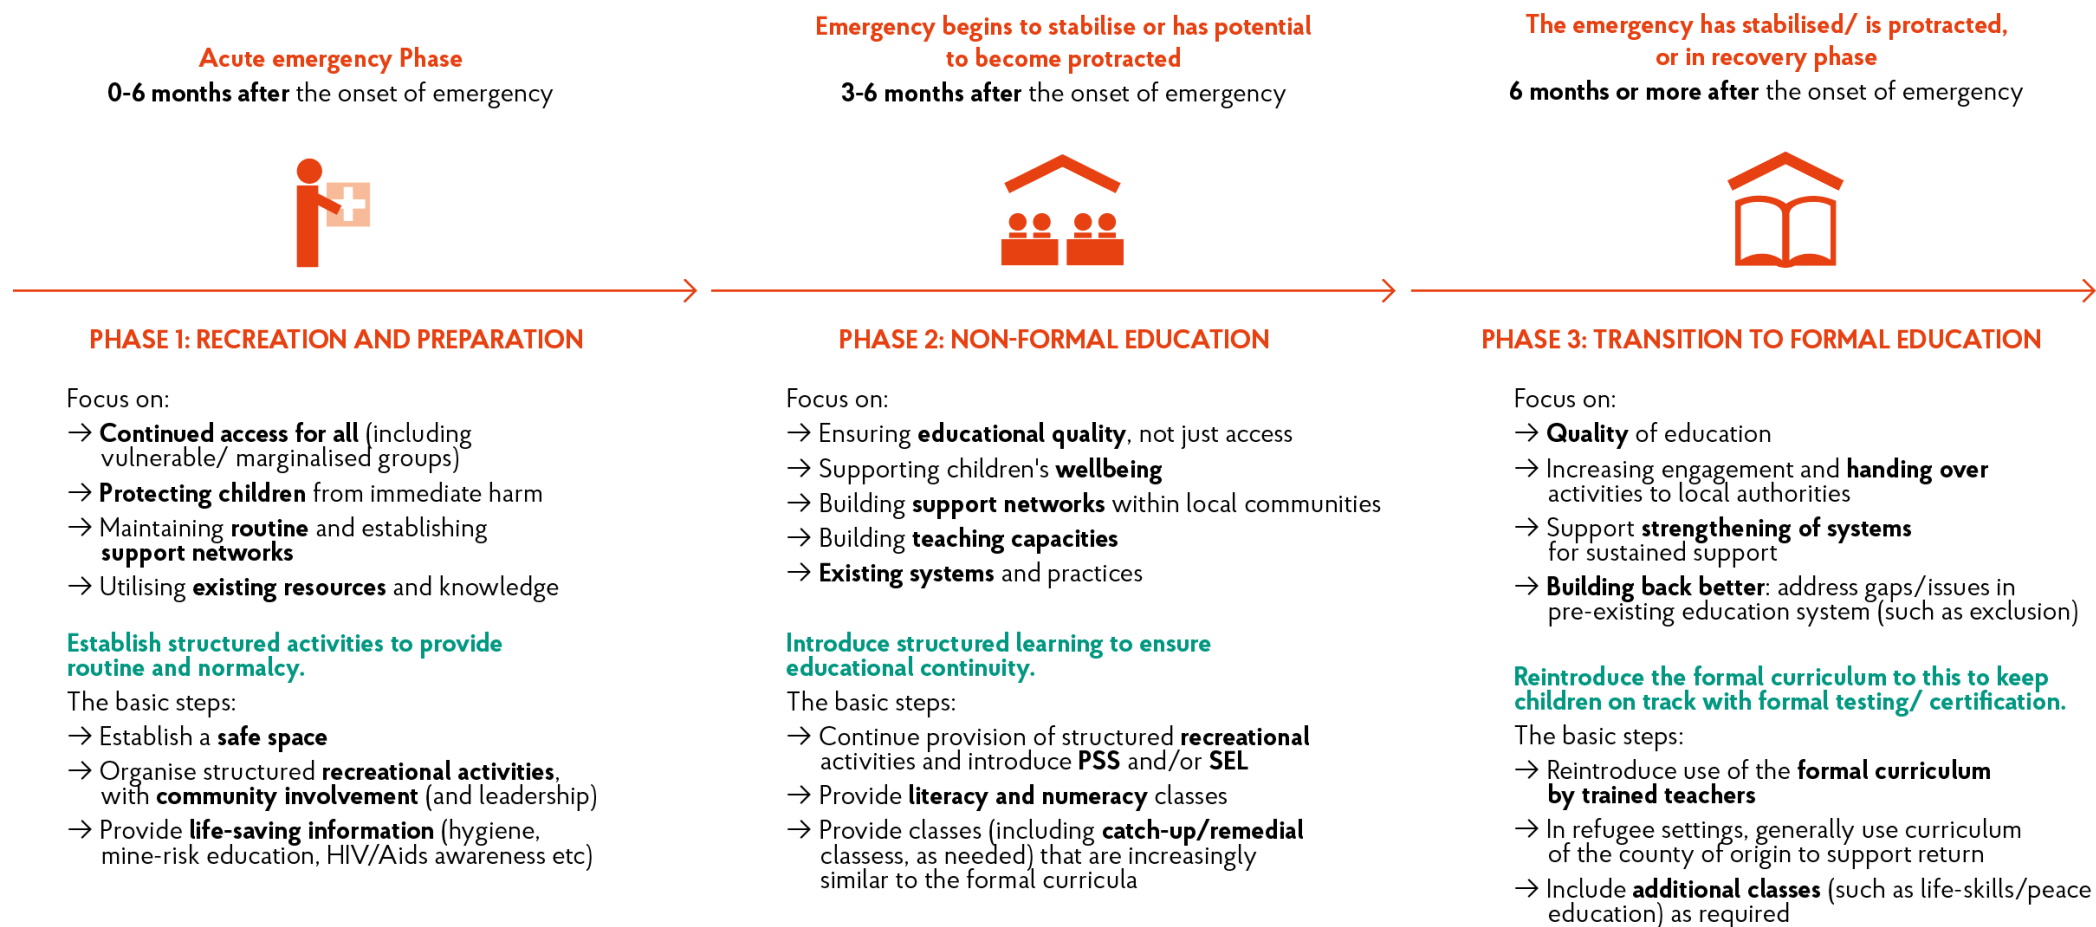 Acute emergency Phase
0-6 months after the onset of emergency
PHASE 1: RECREATION AND PREPARATION
Focus on:
→ Continued access for all (including
vulnerable/ marginalised groups)
→ Protecting children from immediate harm
→ Maintaining routine and establishing
support networks
→ Utilising existing resources and knowledge
Establish structured activities to provide
routine and normalcy.
The basic steps:
→ Establish a safe space
→ Organise structured recreational activities,
with community involvement (and leadership)
→ Provide life-saving information (hygiene,
mine-risk education, HIV/Aids awareness etc)
Emergency begins to stabilise or has potential
to become protracted
3-6 months after the onset of emergency
PHASE 2: NON-FORMAL EDUCATION
Focus on:
→ Ensuring educational quality, not just access
→ Supporting children's wellbeing
→ Building support networks within local communities
→ Building teaching capacities
→ Existing systems and practices
Introduce structured learning to ensure
educational continuity.
The basic steps:
→ Continue provision of structured recreational
activities and introduce PSS and/or SEL
→ Provide literacy and numeracy classes
→ Provide classes (including catch-up/remedial
classess, as needed) that are increasingly
similar to the formal curricula
The emergency has stabilised/ is protracted,
or in recovery phase
6 months or more after the onset of emergency
PHASE 3: TRANSITION TO FORMAL EDUCATION
Focus on:
→ Quality of education
→ Increasing engagement and handing over
activities to local authorities
→ Support strengthening of systems
for sustained support
→ Building back better: address gaps/issues in
pre-existing education system (such as exclusion)
Reintroduce the formal curriculum to this to keep
children on track with formal testing/ certification.
The basic steps:
→ Reintroduce use of the formal curriculum
by trained teachers
→ In refugee settings, generally use curriculum
of the county of origin to support return
→ Include additional classes (such as life-skills/peace
education) as required